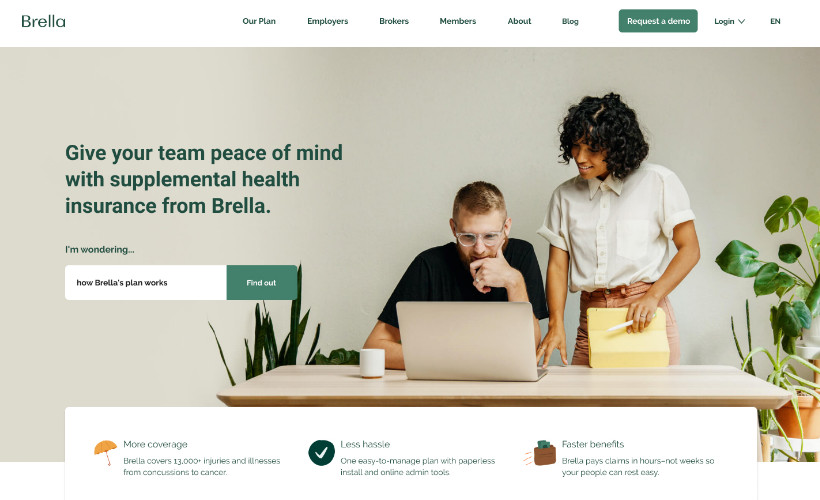 Brella
Our Plan
Employers
Brokers
Members
About
Blog
Request a demo
Login
EN
Give your team peace of mind
with supplemental health
insurance from Brella.
I'm wondering...
how Brella's plan works
Find out
More coverage
Brella covers 13,000+ injuries and illnesses
from concussions to cancer.
Less hassle
One easy-to-manage plan with paperless
install and online admin tools
Faster benefits
Brella pays claims in hours–not weeks so
your people can rest easy.